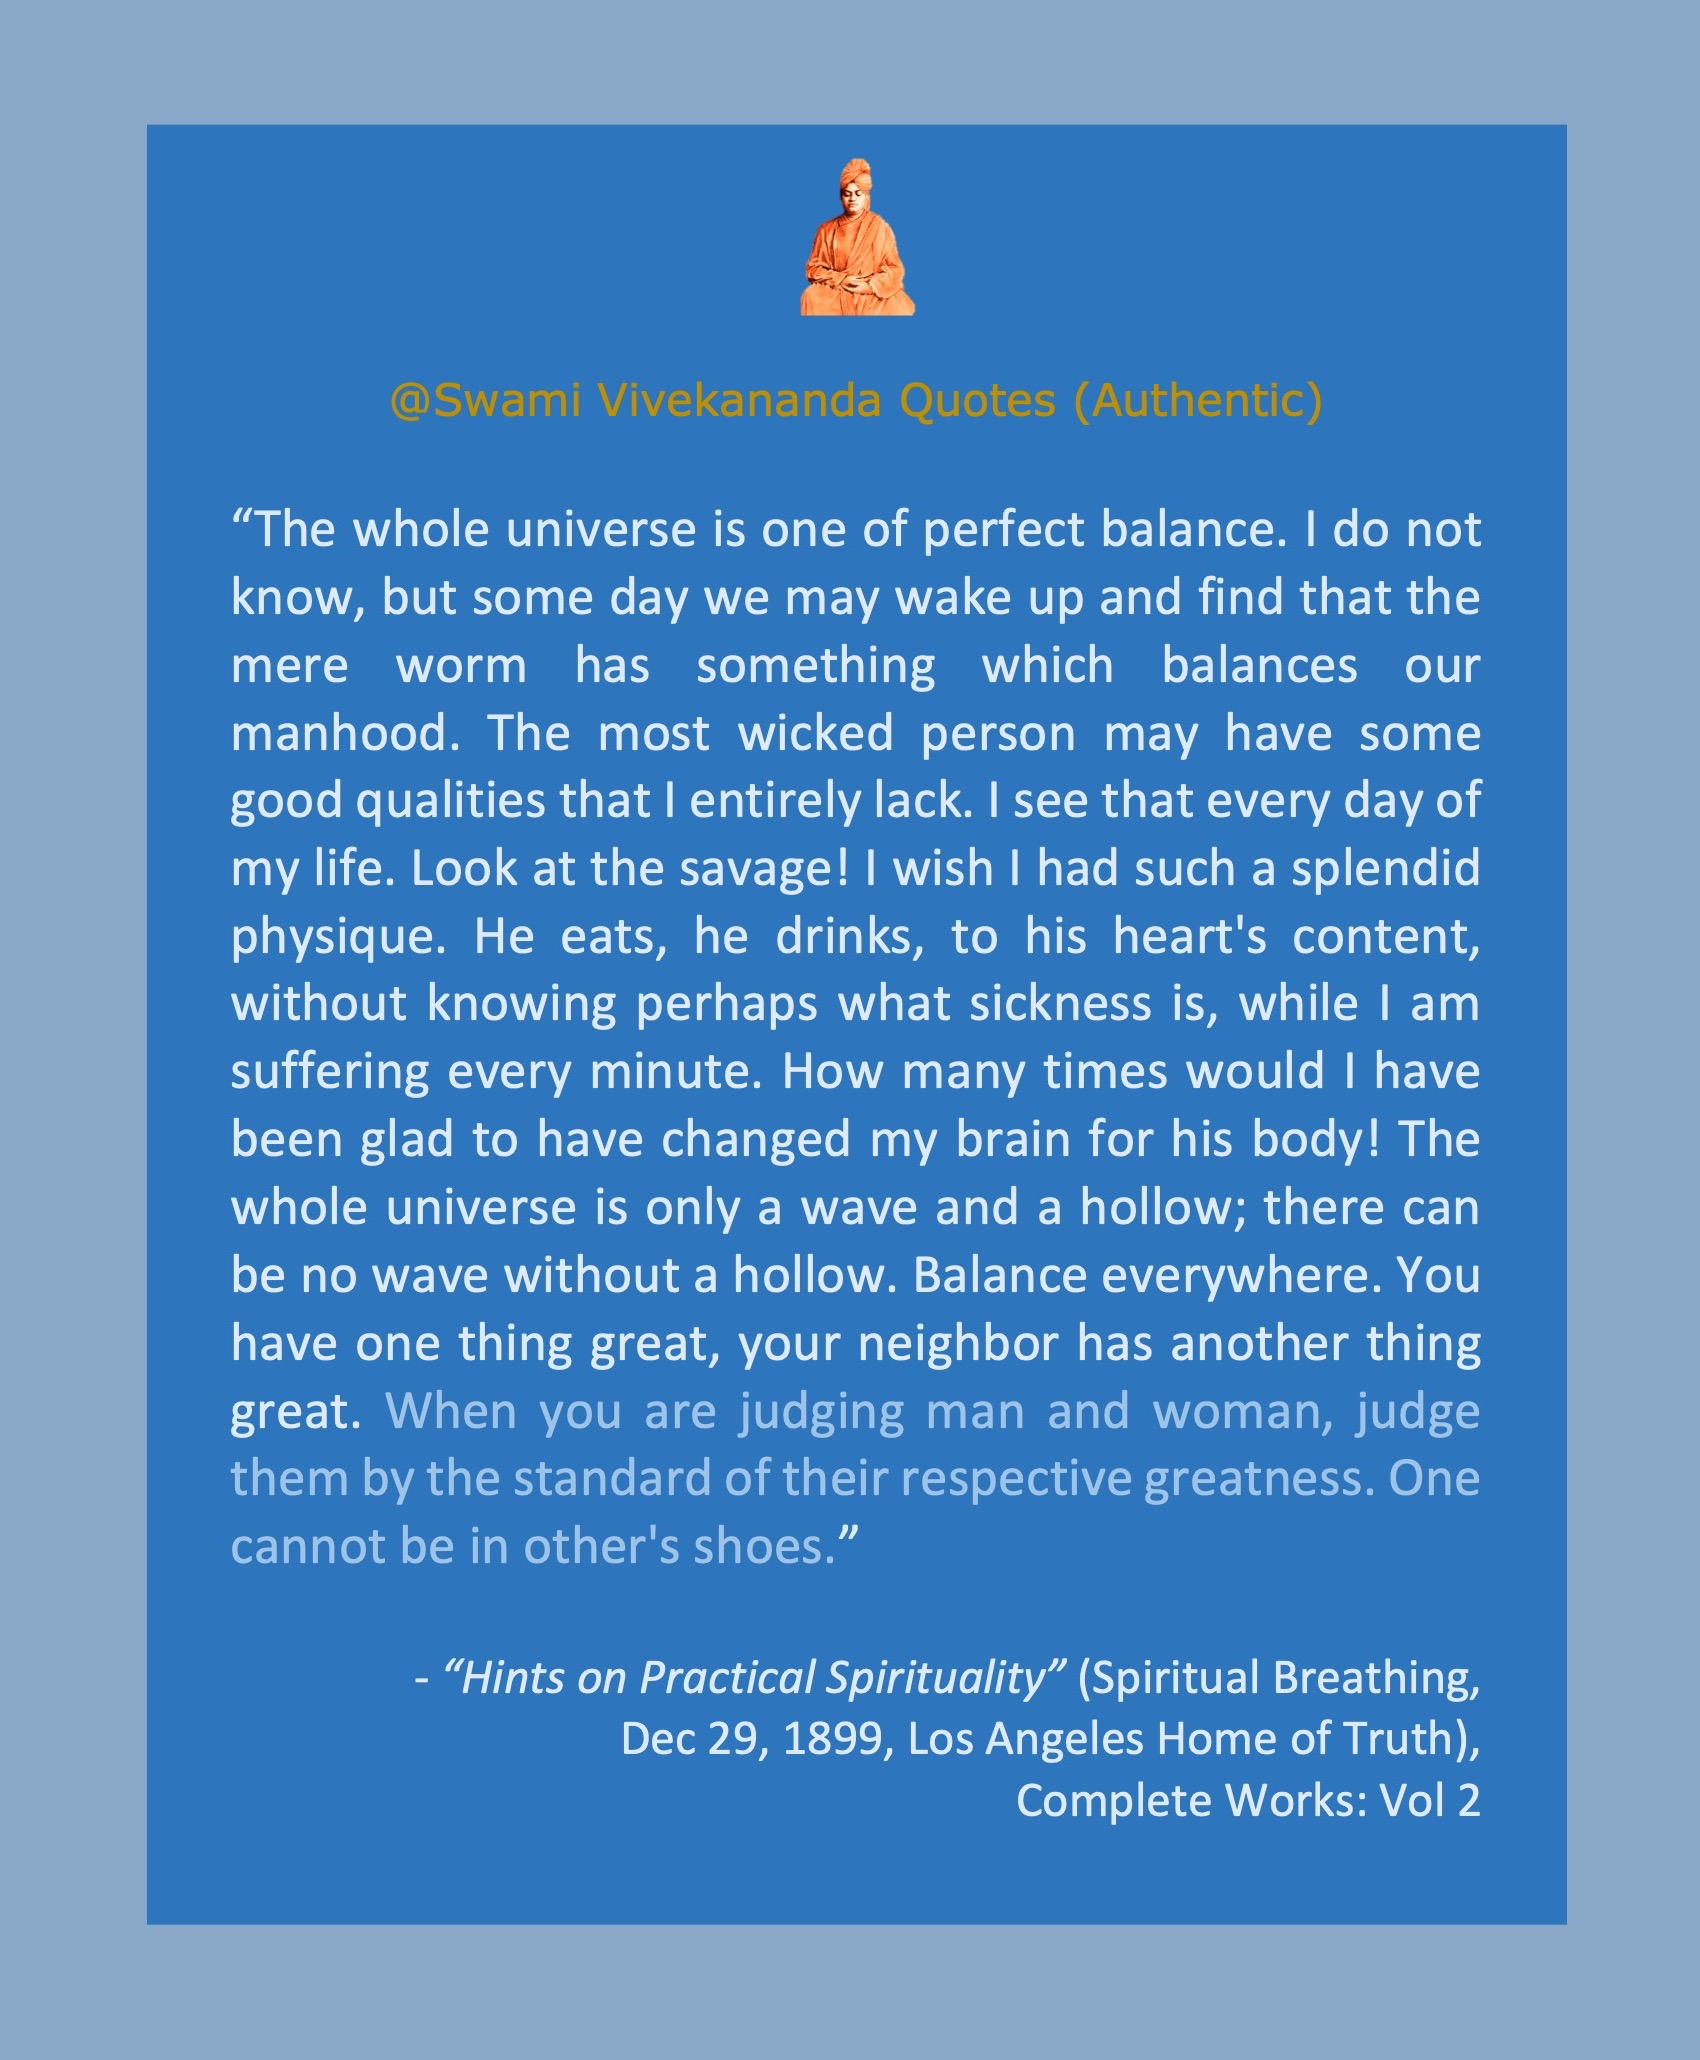 @Swami Vivekananda Quotes (Authentic)
“The whole universe is one of perfect balance. I do not
know, but some day we may wake up and find that the
mere worm has something which balances our
manhood. The most wicked person may have some
good qualities that I entirely lack. I see that every day of
my life. Look at the savage! I wish I had such a splendid
physique. He eats, he drinks, to his heart's content,
without knowing perhaps what sickness is, while I am
suffering every minute. How many times would I have
been glad to have changed my brain for his body! The
whole universe is only a wave and a hollow; there can
be no wave without a hollow. Balance everywhere. You
have one thing great, your neighbor has another thing
great. When you are judging man and woman, judge
them by the standard of their respective greatness. One
cannot be in other's shoes.”
- “Hints on Practical Spirituality” (Spiritual Breathing,
Dec 29, 1899, Los Angeles Home of Truth),
Complete Works: Vol 2